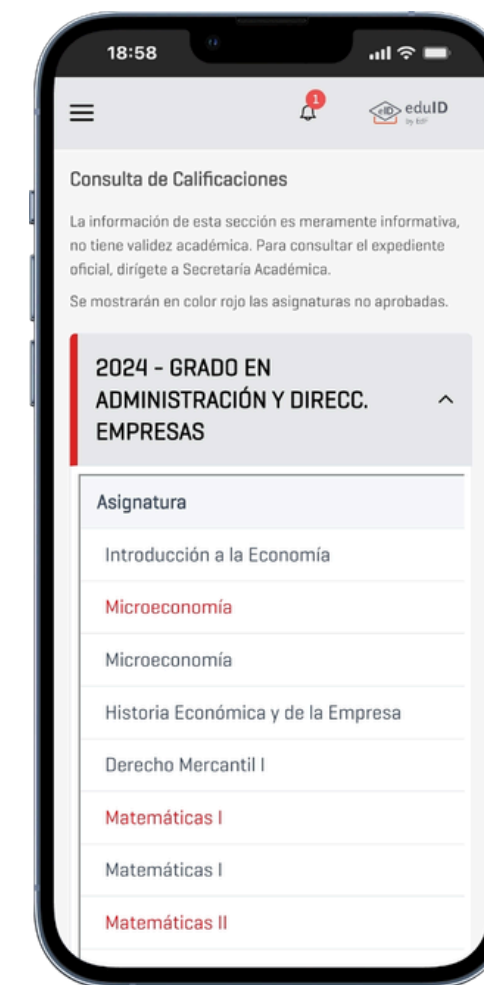 18:58
1
eID eduID
Consulta de Calificaciones
La información de esta sección es meramente informativa,
no tiene validez académica. Para consultar el expediente
oficial, dirígete a Secretaría Académica.
Se mostrarán en color rojo las asignaturas no aprobadas.
2024 - GRADO EN
ADMINISTRACIÓN Y DIRECC.
EMPRESAS
Asignatura
Introducción a la Economía
Microeconomía
Microeconomía
Historia Económica y de la Empresa
Derecho Mercantil I
Matemáticas I
Matemáticas I
Matemáticas II